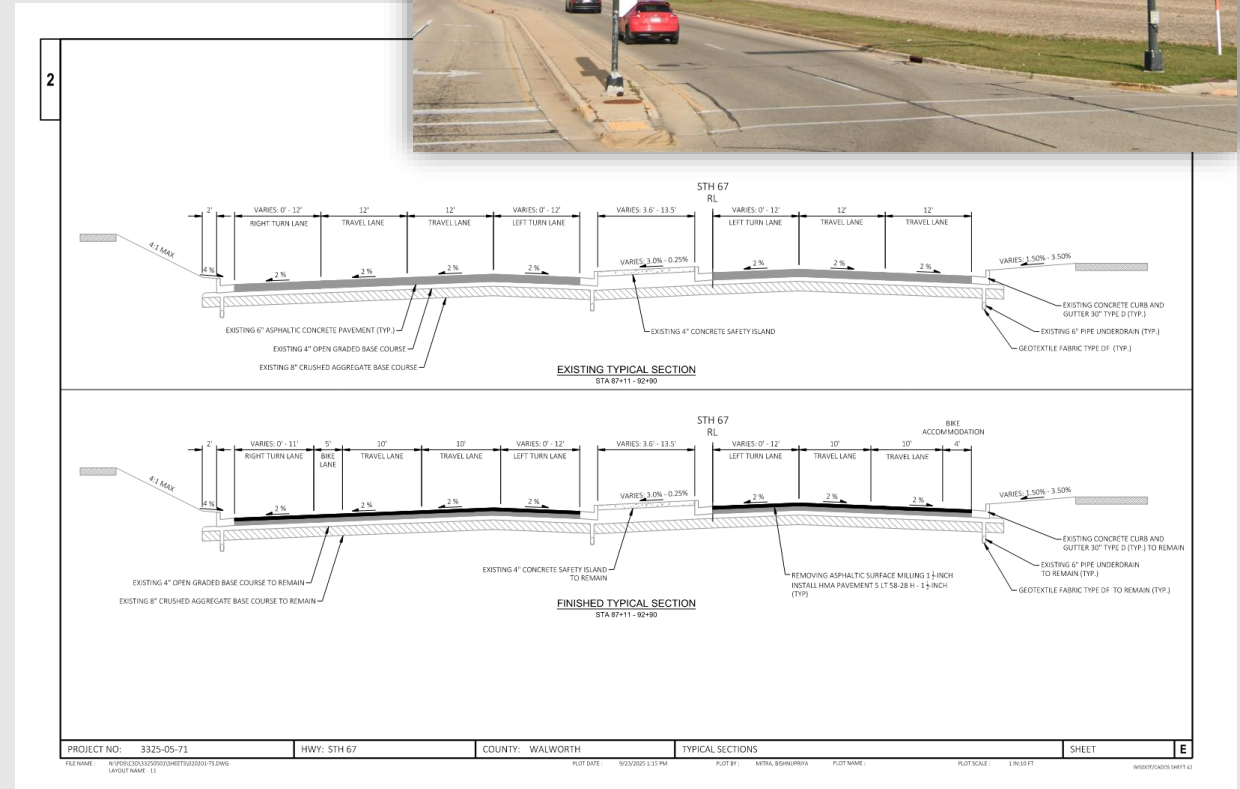 2
STH 67
RL
2' VARIES: 0' - 12' 12' 12' VARIES: 0' - 12' VARIES: 3.6' - 13.5' VARIES: 0' - 12' 12' 12'
RIGHT TURN LANE TRAVEL LANE TRAVEL LANE LEFT TURN LANE LEFT TURN LANE TRAVEL LANE TRAVEL LANE
4:1 MAX
4 % 2 % 2 % 2 % 2 % VARIES: 3.0% - 0.25% 2 % 2 % 2 % VARIES: 1.50% - 3.50%
EXISTING 6" ASPHALTIC CONCRETE PAVEMENT (TYP.)
EXISTING 4" OPEN GRADED BASE COURSE
EXISTING 8" CRUSHED AGGREGATE BASE COURSE
EXISTING 4" CONCRETE SAFETY ISLAND
EXISTING CONCRETE CURB AND
GUTTER 30" TYPE D (TYP.)
EXISTING 6" PIPE UNDERDRAIN (TYP.)
GEOTEXTILE FABRIC TYPE DF (TYP.)
EXISTING TYPICAL SECTION
STA 87+11 - 92+90
STH 67
RL
BIKE
ACCOMMODATION
2' VARIES: 0' - 11' 5' 10' 10' VARIES: 0' - 12' VARIES: 3.6' - 13.5' VARIES: 0' - 12' 10' 10' 4'
RIGHT TURN LANE BIKE LANE TRAVEL LANE TRAVEL LANE LEFT TURN LANE LEFT TURN LANE TRAVEL LANE TRAVEL LANE
4:1 MAX
4 % 2 % 2 % 2 % VARIES: 3.0% - 0.25% 2 % 2 % 2 % VARIES: 1.50% - 3.50%
EXISTING 4" OPEN GRADED BASE COURSE TO REMAIN
EXISTING 8" CRUSHED AGGREGATE BASE COURSE TO REMAIN
EXISTING 4" CONCRETE SAFETY ISLAND
TO REMAIN
REMOVING ASPHALTIC SURFACE MILLING 1 ½-INCH
INSTALL HMA PAVEMENT 5 LT 58-28 H - 1 ½-INCH
(TYP)
EXISTING CONCRETE CURB AND
GUTTER 30" TYPE D (TYP.) TO REMAIN
EXISTING 6" PIPE UNDERDRAIN
TO REMAIN (TYP.)
GEOTEXTILE FABRIC TYPE DF TO REMAIN (TYP.)
FINISHED TYPICAL SECTION
STA 87+11 - 92+90
PROJECT NO: 3325-05-71 HWY: STH 67 COUNTY: WALWORTH TYPICAL SECTIONS SHEET E
FILE NAME : N:\PDS\C3D\33250501\SHEETS\020201-TS.DWG PLOT DATE : 9/23/2025 1:15 PM PLOT BY : MITRA, BISHNUPRIYA PLOT NAME : PLOT SCALE : 1 IN:10 FT WISDOT/CADDS SHEET 42
LAYOUT NAME - 11